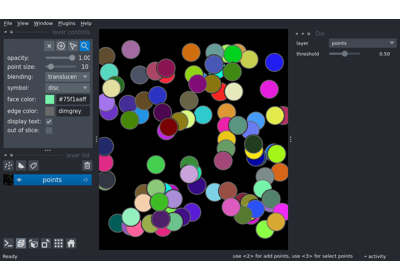 File View Window Plugins Help
layer controls
opacity: 1.00
point size: 10
blending: translucen
symbol: disc
face color: #75f1aaff
edge color: dimgrey
display text:
out of slice:
layer list
points
layer points
threshold 0.50
Ready use <2> for add points, use <3> for select points activity